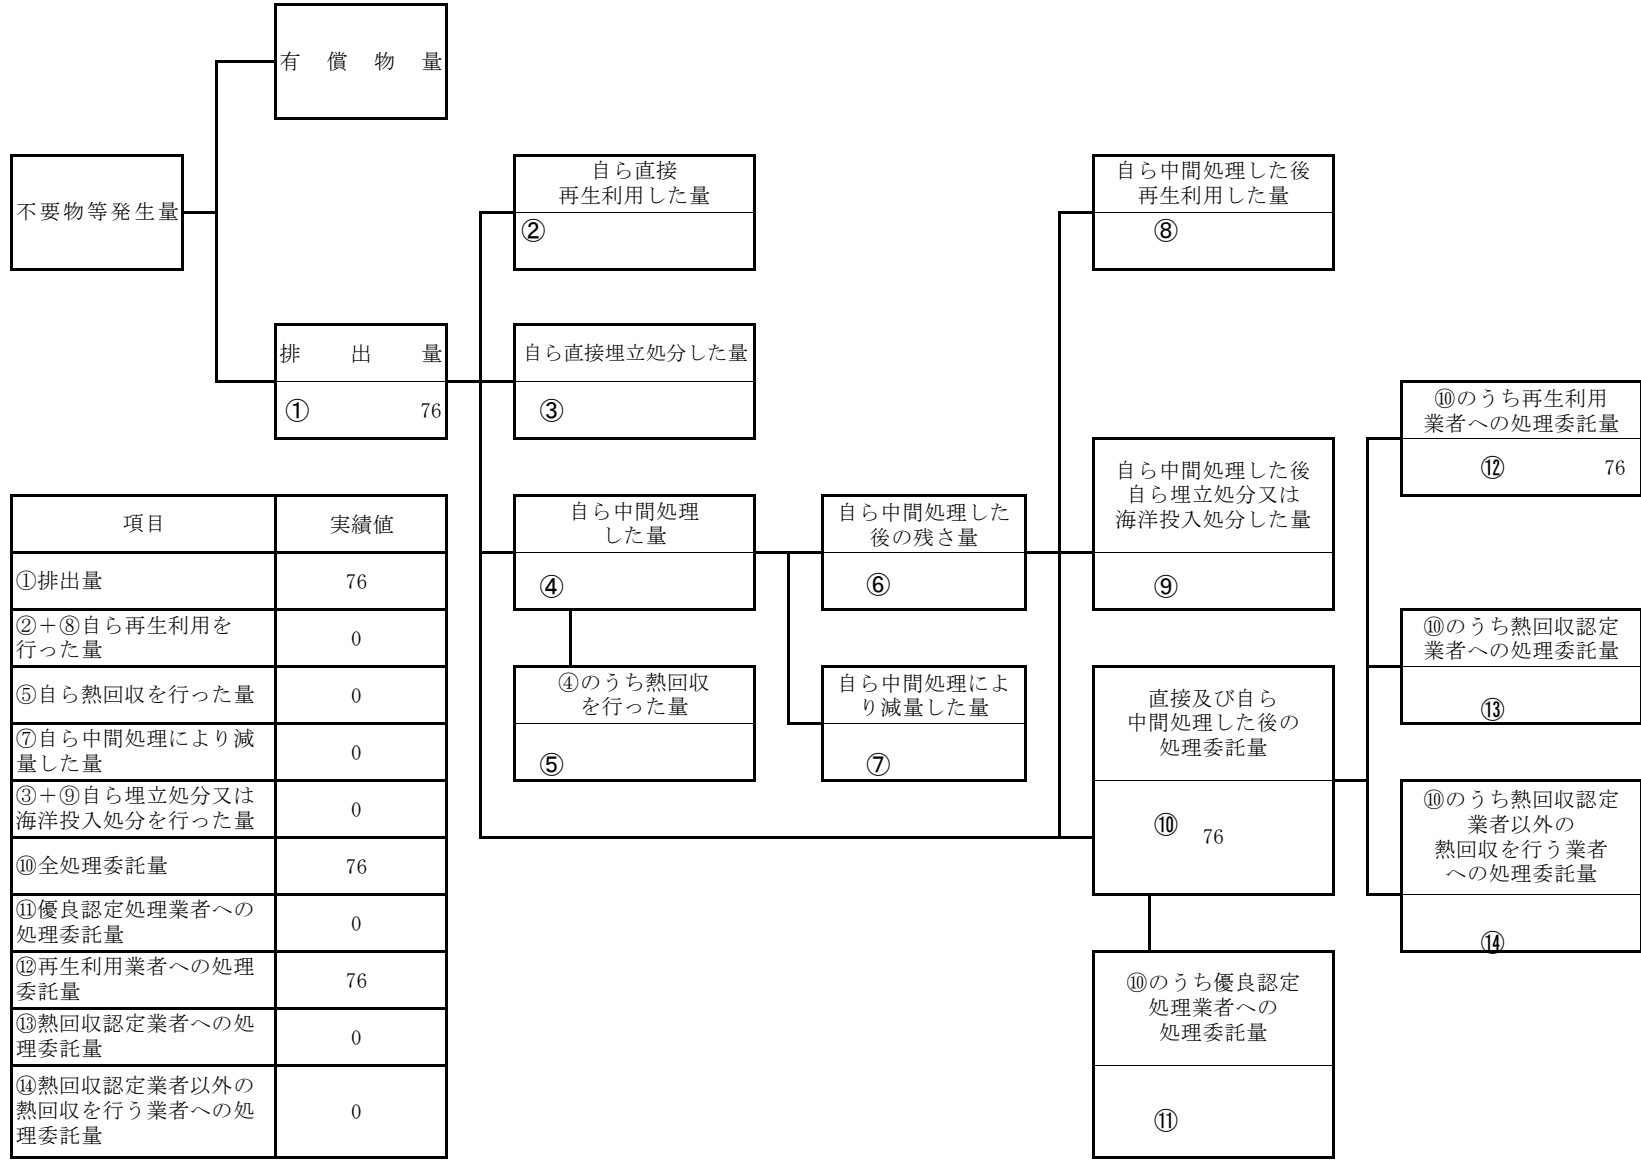 有償物量
不要物等発生量
自ら直接
再生利用した量
②
自ら中間処理した後
再生利用した量
⑧
排出量
① 76
自ら直接埋立処分した量
③
⑩のうち再生利用
業者への処理委託量
⑫ 76
自ら中間処理
した量
④
自ら中間処理した
後の残さ量
⑥
自ら中間処理した後
自ら埋立処分又は
海洋投入処分した量
⑨
⑩のうち熱回収認定
業者への処理委託量
⑬
④のうち熱回収
を行った量
⑤
自ら中間処理によ
り減量した量
⑦
直接及び自ら
中間処理した後の
処理委託量
⑩ 76
⑩のうち熱回収認定
業者以外の
熱回収を行う業者
への処理委託量
⑭
⑩のうち優良認定
処理業者への
処理委託量
⑪
項目 実績値
①排出量 76
②＋⑧自ら再生利用を
行った量 0
⑤自ら熱回収を行った量 0
⑦自ら中間処理により減
量した量 0
③＋⑨自ら埋立処分又は
海洋投入処分を行った量 0
⑩全処理委託量 76
⑪優良認定処理業者への
処理委託量 0
⑫再生利用業者への処理
委託量 76
⑬熱回収認定業者への処
理委託量 0
⑭熱回収認定業者以外の
熱回収を行う業者への処
理委託量 0